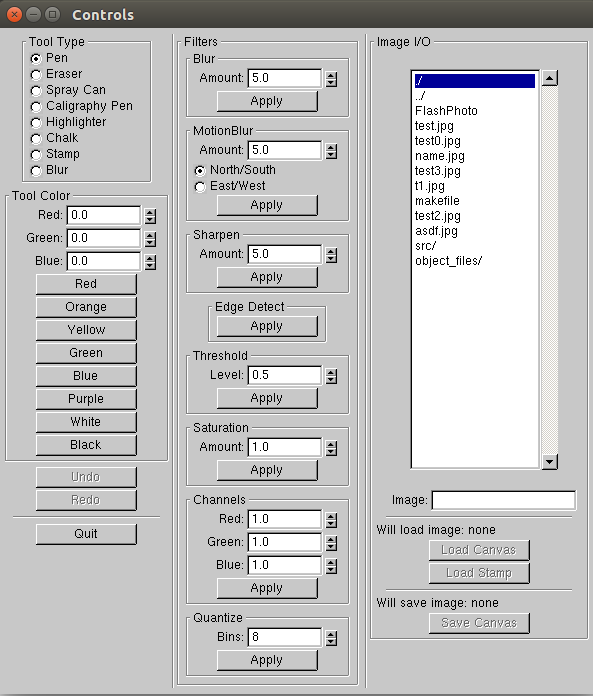 Controls
Tool Type
Pen
Eraser
Spray Can
Caligraphy Pen
Highlighter
Chalk
Stamp
Blur
Tool Color
Red: 0.0
Green: 0.0
Blue: 0.0
Red
Orange
Yellow
Green
Blue
Purple
White
Black
Undo
Redo
Quit
Filters
Blur
Amount: 5.0
Apply
MotionBlur
Amount: 5.0
North/South
East/West
Apply
Sharpen
Amount: 5.0
Apply
Edge Detect
Apply
Threshold
Level: 0.5
Apply
Saturation
Amount: 1.0
Apply
Channels
Red: 1.0
Green: 1.0
Blue: 1.0
Apply
Quantize
Bins: 8
Apply
Image I/O
./
../
FlashPhoto
test.jpg
test0.jpg
name.jpg
test3.jpg
t1.jpg
makefile
test2.jpg
asdf.jpg
src/
object_files/
Image:
Will load image: none
Load Canvas
Load Stamp
Will save image: none
Save Canvas